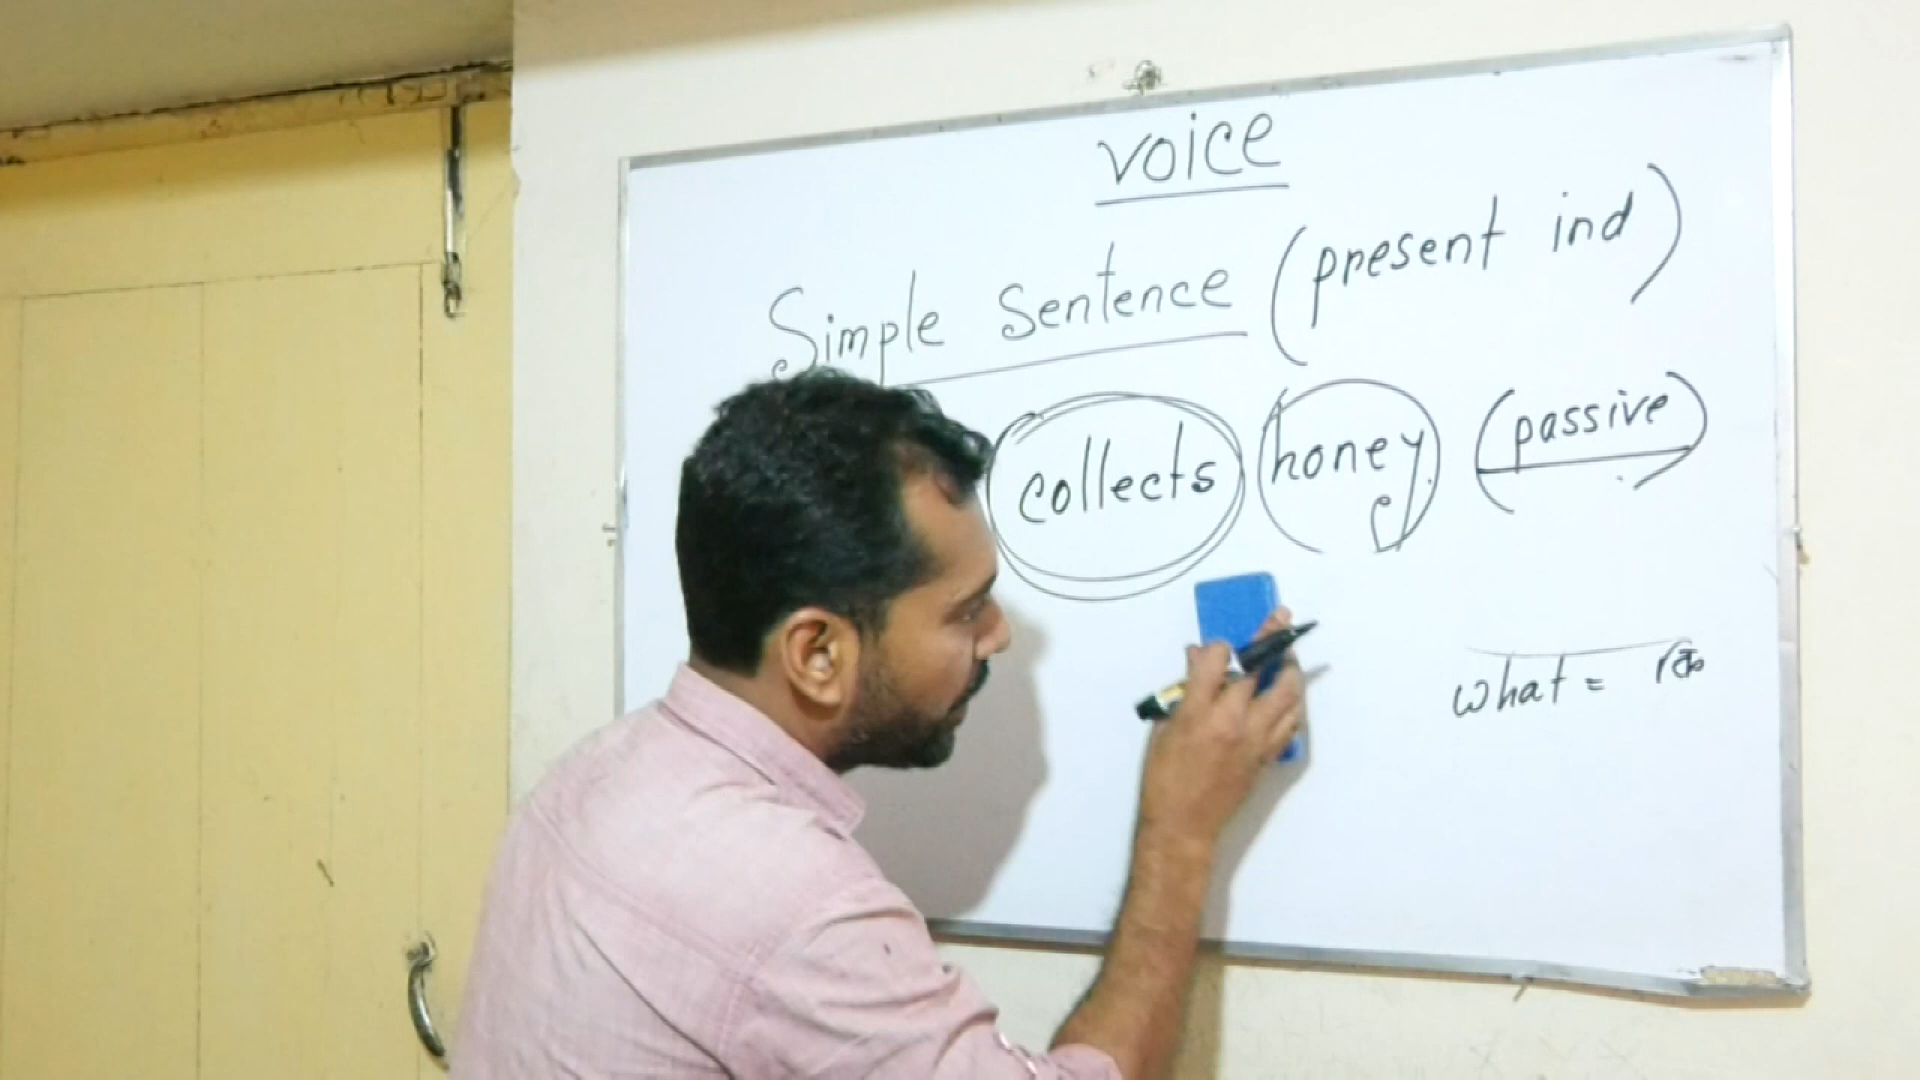 VOICE
Simple Sentence (present ind)
collects honey (passive)
what = কি